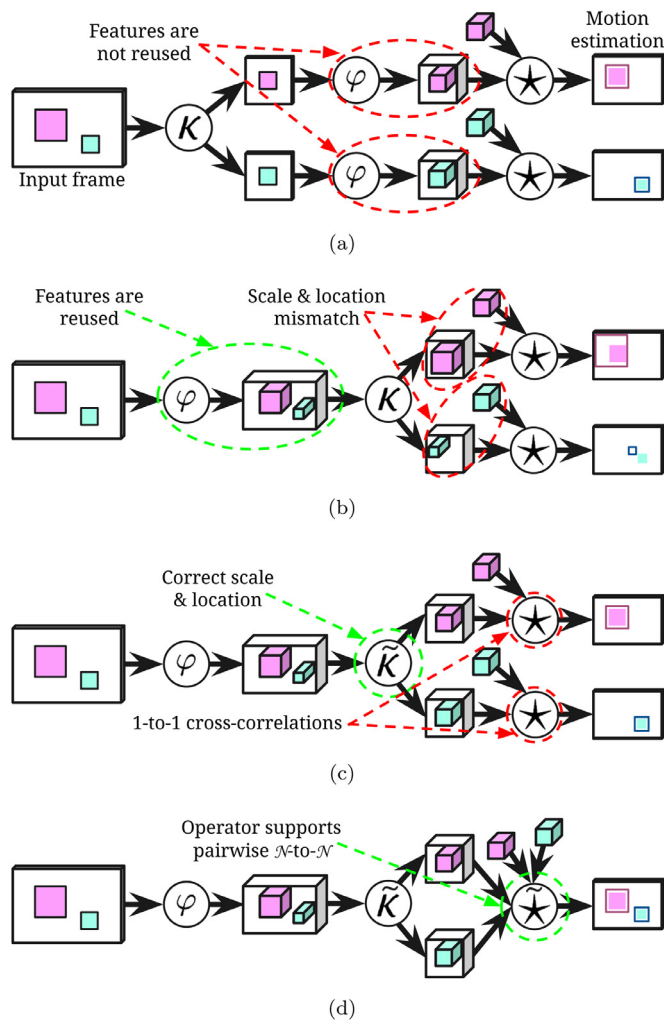 Features are
not reused
Motion
estimation
K
φ
★
φ
★
Input frame
(a)
Features are
reused
Scale & location
mismatch
φ
K
★
★
(b)
Correct scale
& location
φ
K̃
★
★
1-to-1 cross-correlations
(c)
Operator supports
pairwise 𝒩-to-𝒩
φ
K̃
★̃
(d)